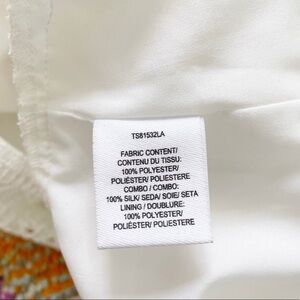 TS81532LA
FABRIC CONTENT/
CONTENU DU TISSU:
100% POLYESTER/
POLIÉSTER/ POLIESTERE
COMBO / COMBO:
100% SILK/ SEDA/ SOIE/ SETA
LINING / DOUBLURE:
100% POLYESTER/
POLIÉSTER/ POLIESTERE